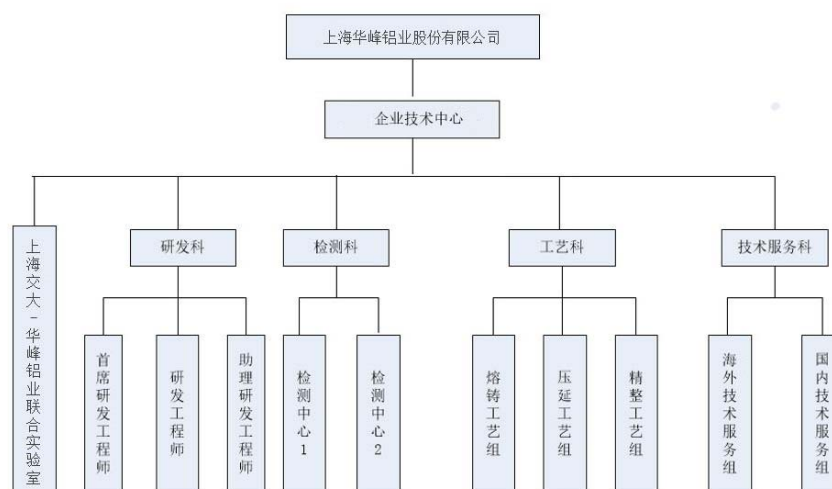 上海华峰铝业股份有限公司
企业技术中心
上海交大-华峰铝业联合实验室
研发科
检测科
工艺科
技术服务科
首席研发工程师
研发工程师
助理研发工程师
检测中心1
检测中心2
熔铸工艺组
压延工艺组
精整工艺组
海外技术服务组
国内技术服务组